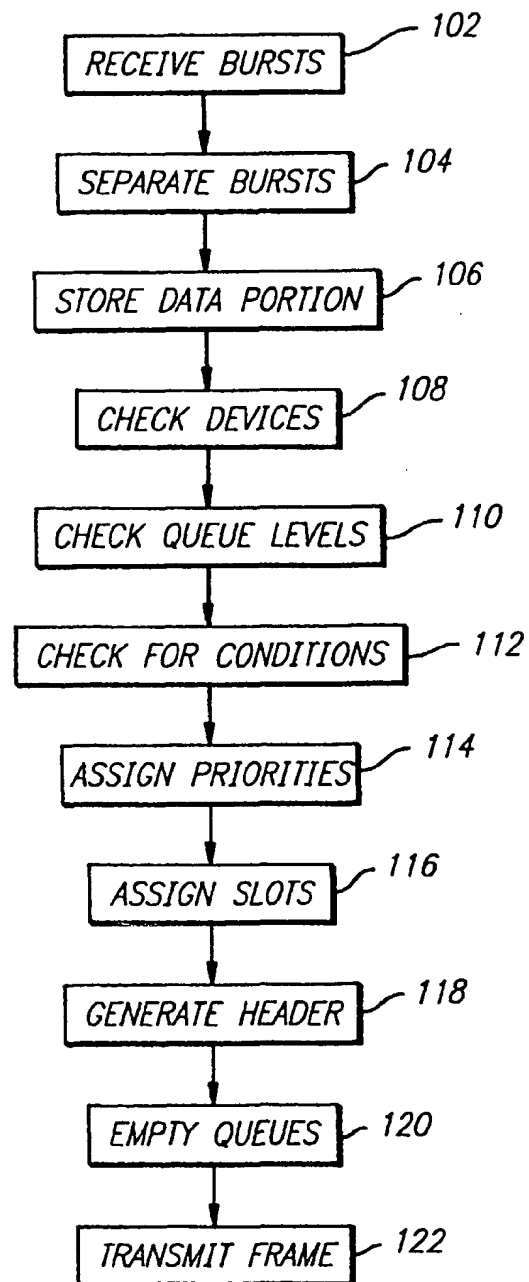 RECEIVE BURSTS 102
SEPARATE BURSTS 104
STORE DATA PORTION 106
CHECK DEVICES 108
CHECK QUEUE LEVELS 110
CHECK FOR CONDITIONS 112
ASSIGN PRIORITIES 114
ASSIGN SLOTS 116
GENERATE HEADER 118
EMPTY QUEUES 120
TRANSMIT FRAME 122